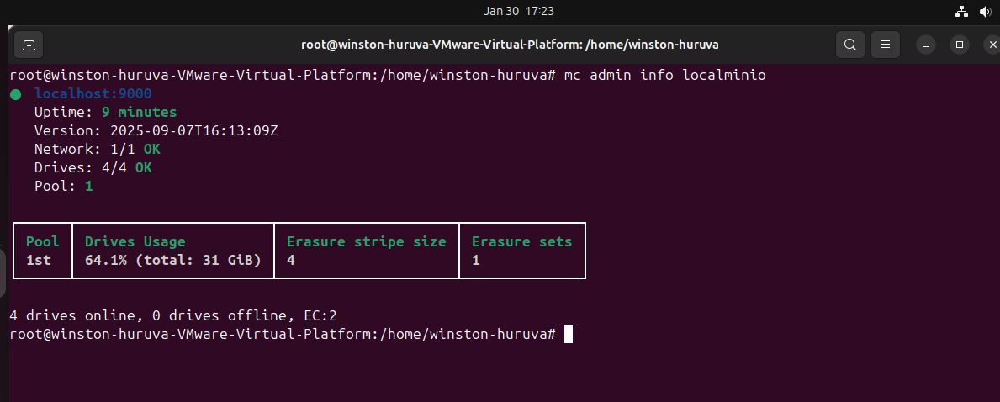 Jan 30 17:23
root@winston-huruva-VMware-Virtual-Platform: /home/winston-huruva
root@winston-huruva-VMware-Virtual-Platform:/home/winston-huruva# mc admin info localminio
localhost:9000
Uptime: 9 minutes
Version: 2025-09-07T16:13:09Z
Network: 1/1 OK
Drives: 4/4 OK
Pool: 1
Pool Drives Usage Erasure stripe size Erasure sets
1st 64.1% (total: 31 GiB) 4 1
4 drives online, 0 drives offline, EC:2
root@winston-huruva-VMware-Virtual-Platform:/home/winston-huruva#